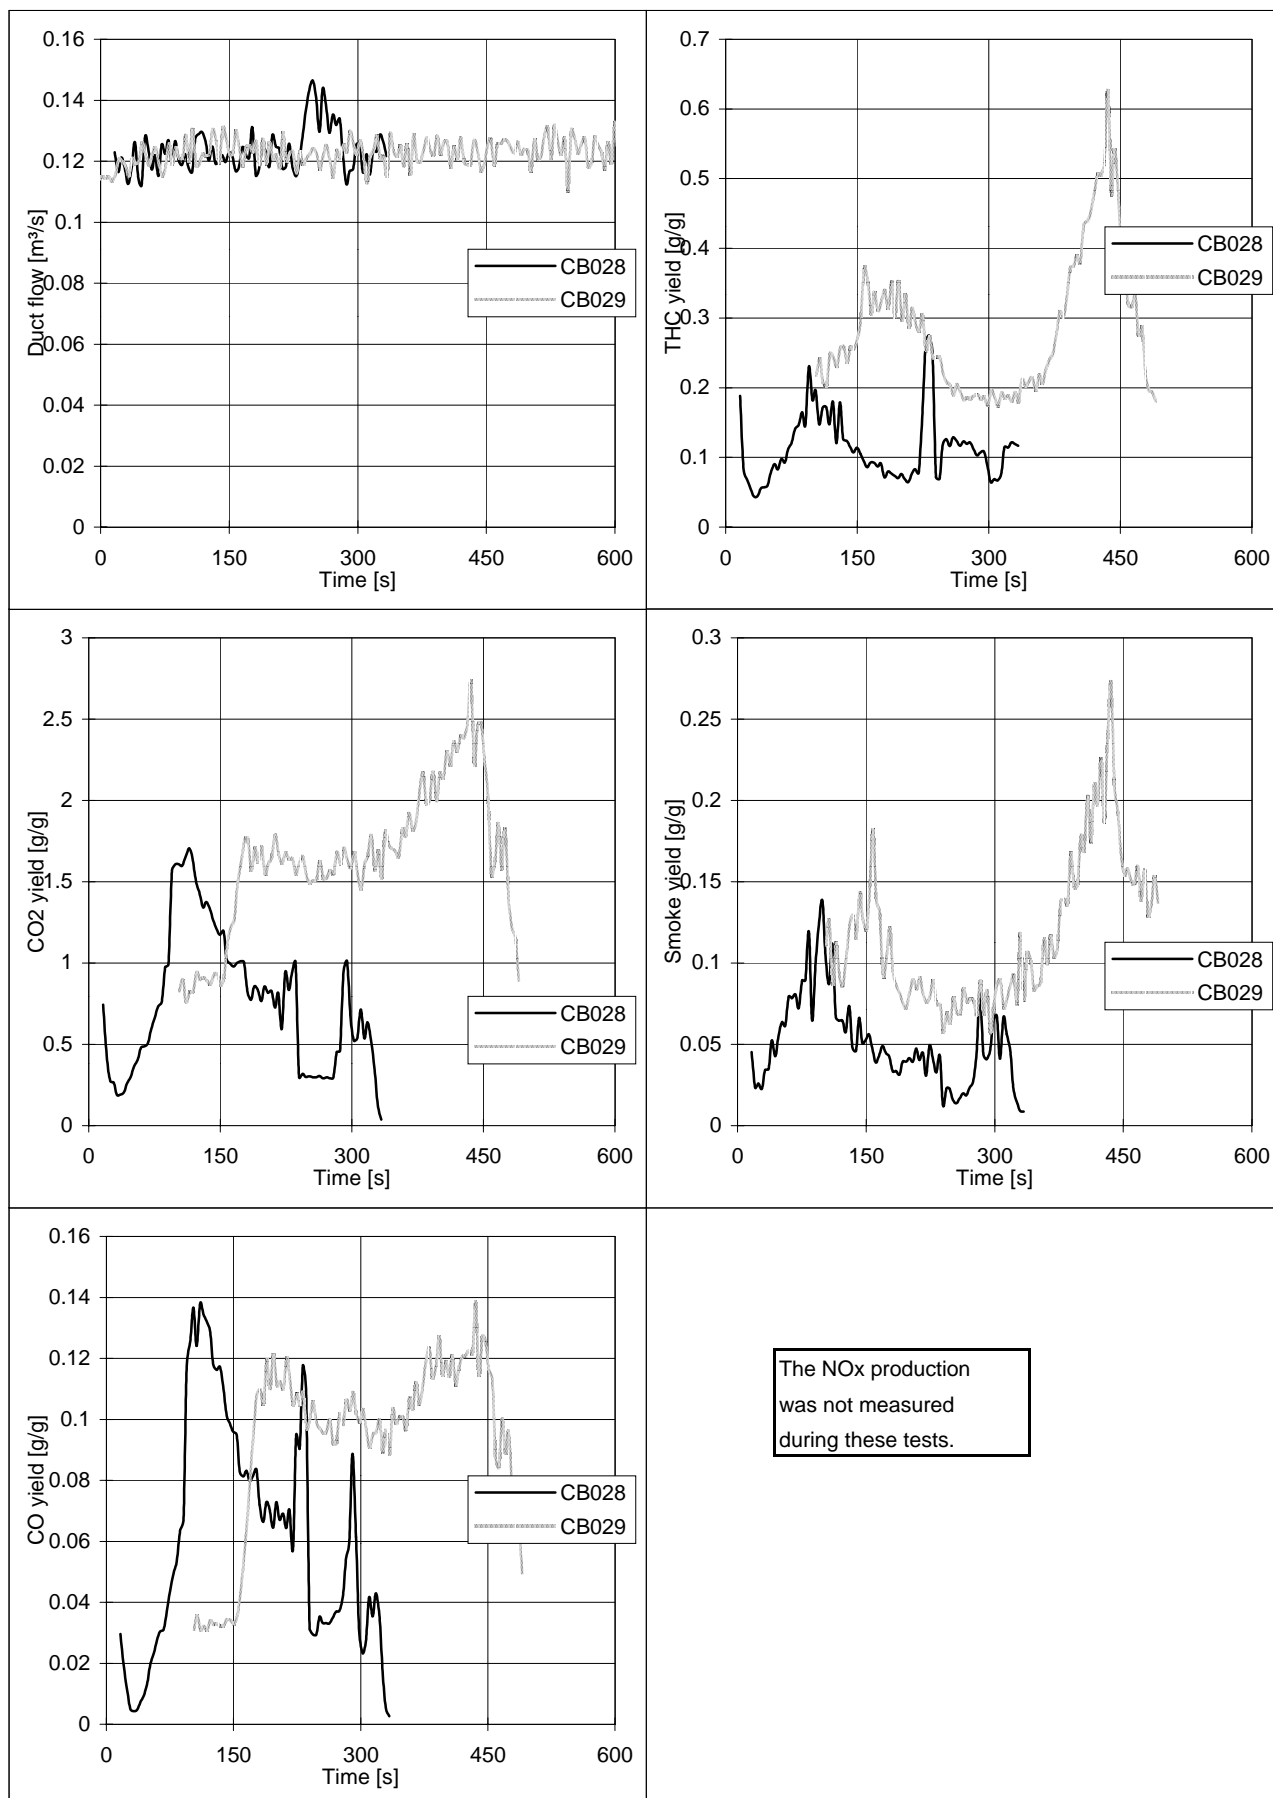 0.16
0.14
0.12
0.1
0.08
0.06
0.04
0.02
0
Duct flow [m³/s]
0 150 300 450 600
Time [s]
CB028
CB029
0.7
0.6
0.5
0.4
0.3
0.2
0.1
0
THC yield [g/g]
0 150 300 450 600
Time [s]
CB028
CB029
3
2.5
2
1.5
1
0.5
0
CO2 yield [g/g]
0 150 300 450 600
Time [s]
CB028
CB029
0.3
0.25
0.2
0.15
0.1
0.05
0
Smoke yield [g/g]
0 150 300 450 600
Time [s]
CB028
CB029
0.16
0.14
0.12
0.1
0.08
0.06
0.04
0.02
0
CO yield [g/g]
0 150 300 450 600
Time [s]
CB028
CB029
The NOx production
was not measured
during these tests.